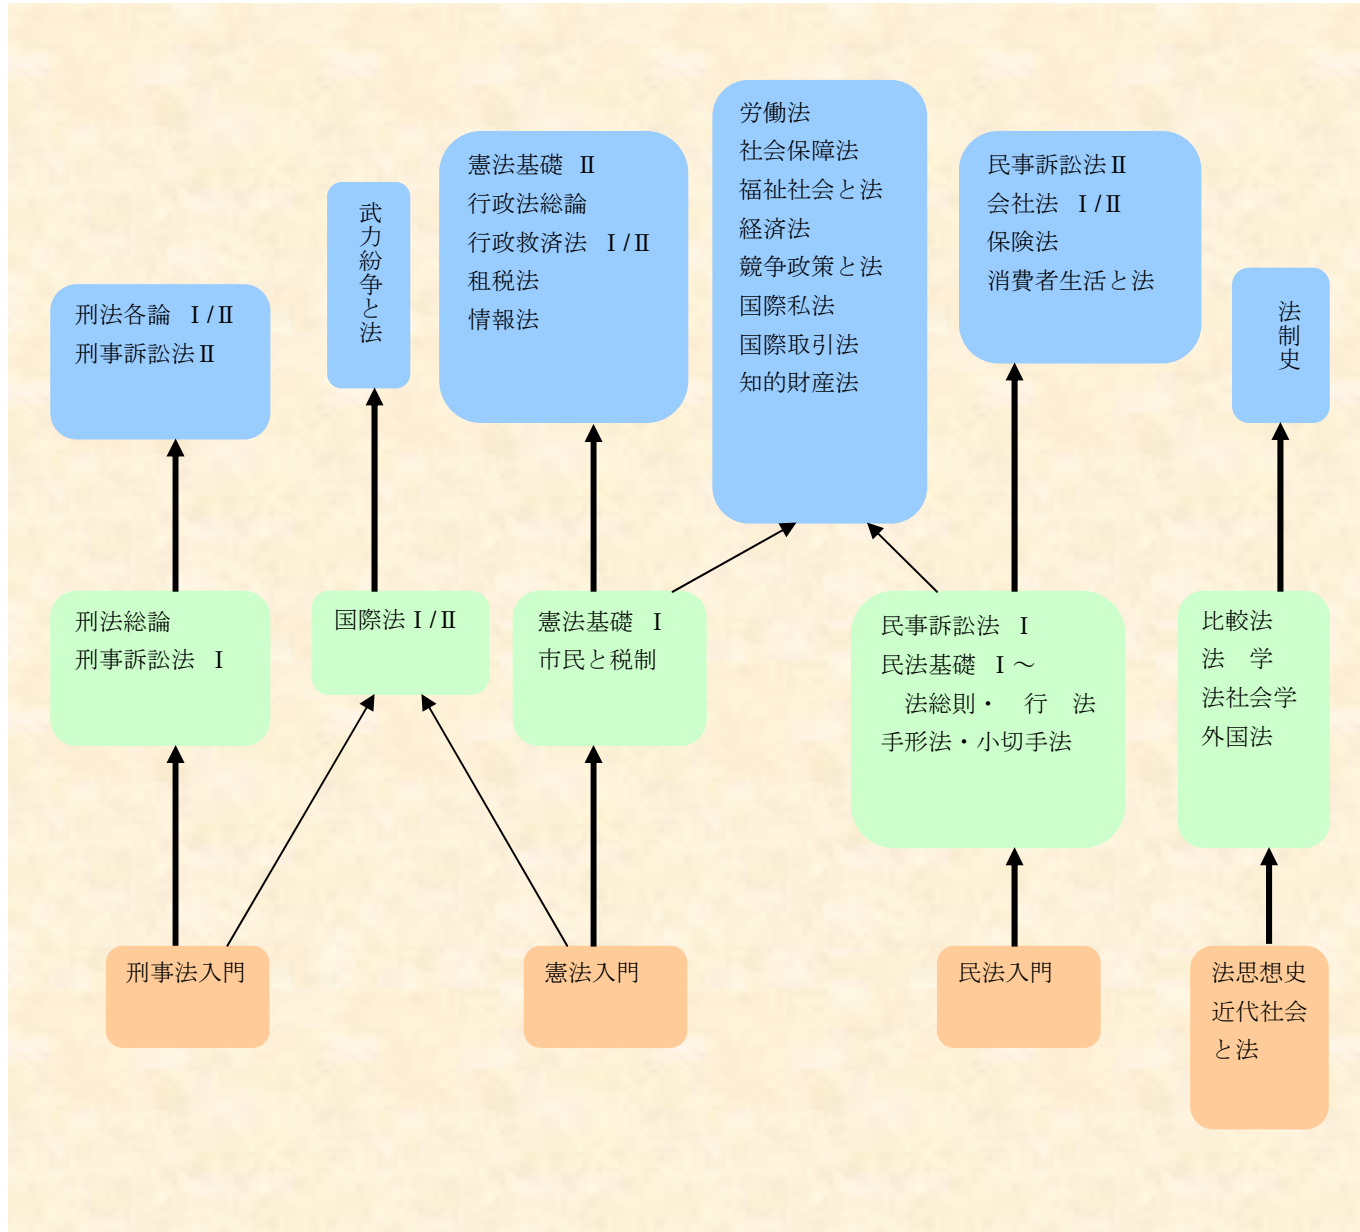 労働法
社会保障法
福祉社会と法
経済法
競争政策と法
国際私法
国際取引法
知的財産法
憲法基礎 Ⅱ
行政法総論
行政救済法 Ⅰ/Ⅱ
租税法
情報法
民事訴訟法Ⅱ
会社法 Ⅰ/Ⅱ
保険法
消費者生活と法
武力紛争と法
法制史
刑法各論 Ⅰ/Ⅱ
刑事訴訟法Ⅱ
刑法総論
刑事訴訟法 Ⅰ
国際法Ⅰ/Ⅱ
憲法基礎 Ⅰ
市民と税制
民事訴訟法 Ⅰ
民法基礎 Ⅰ～
法総則・ 行 法
手形法・小切手法
比較法
法 学
法社会学
外国法
刑事法入門
憲法入門
民法入門
法思想史
近代社会
と法